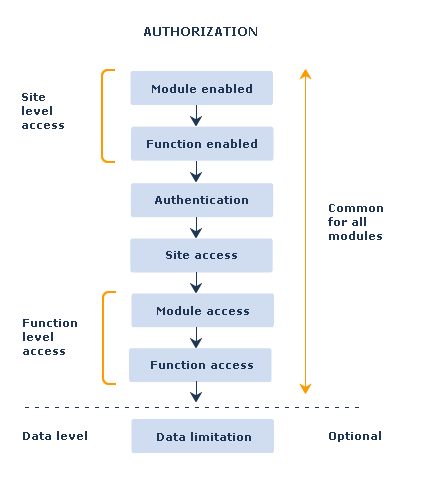 AUTHORIZATION
Module enabled
Site
level
access
Function enabled
Authentication
Common
for all
modules
Site access
Module access
Function
level
access
Function access
Data level
Data limitation
Optional